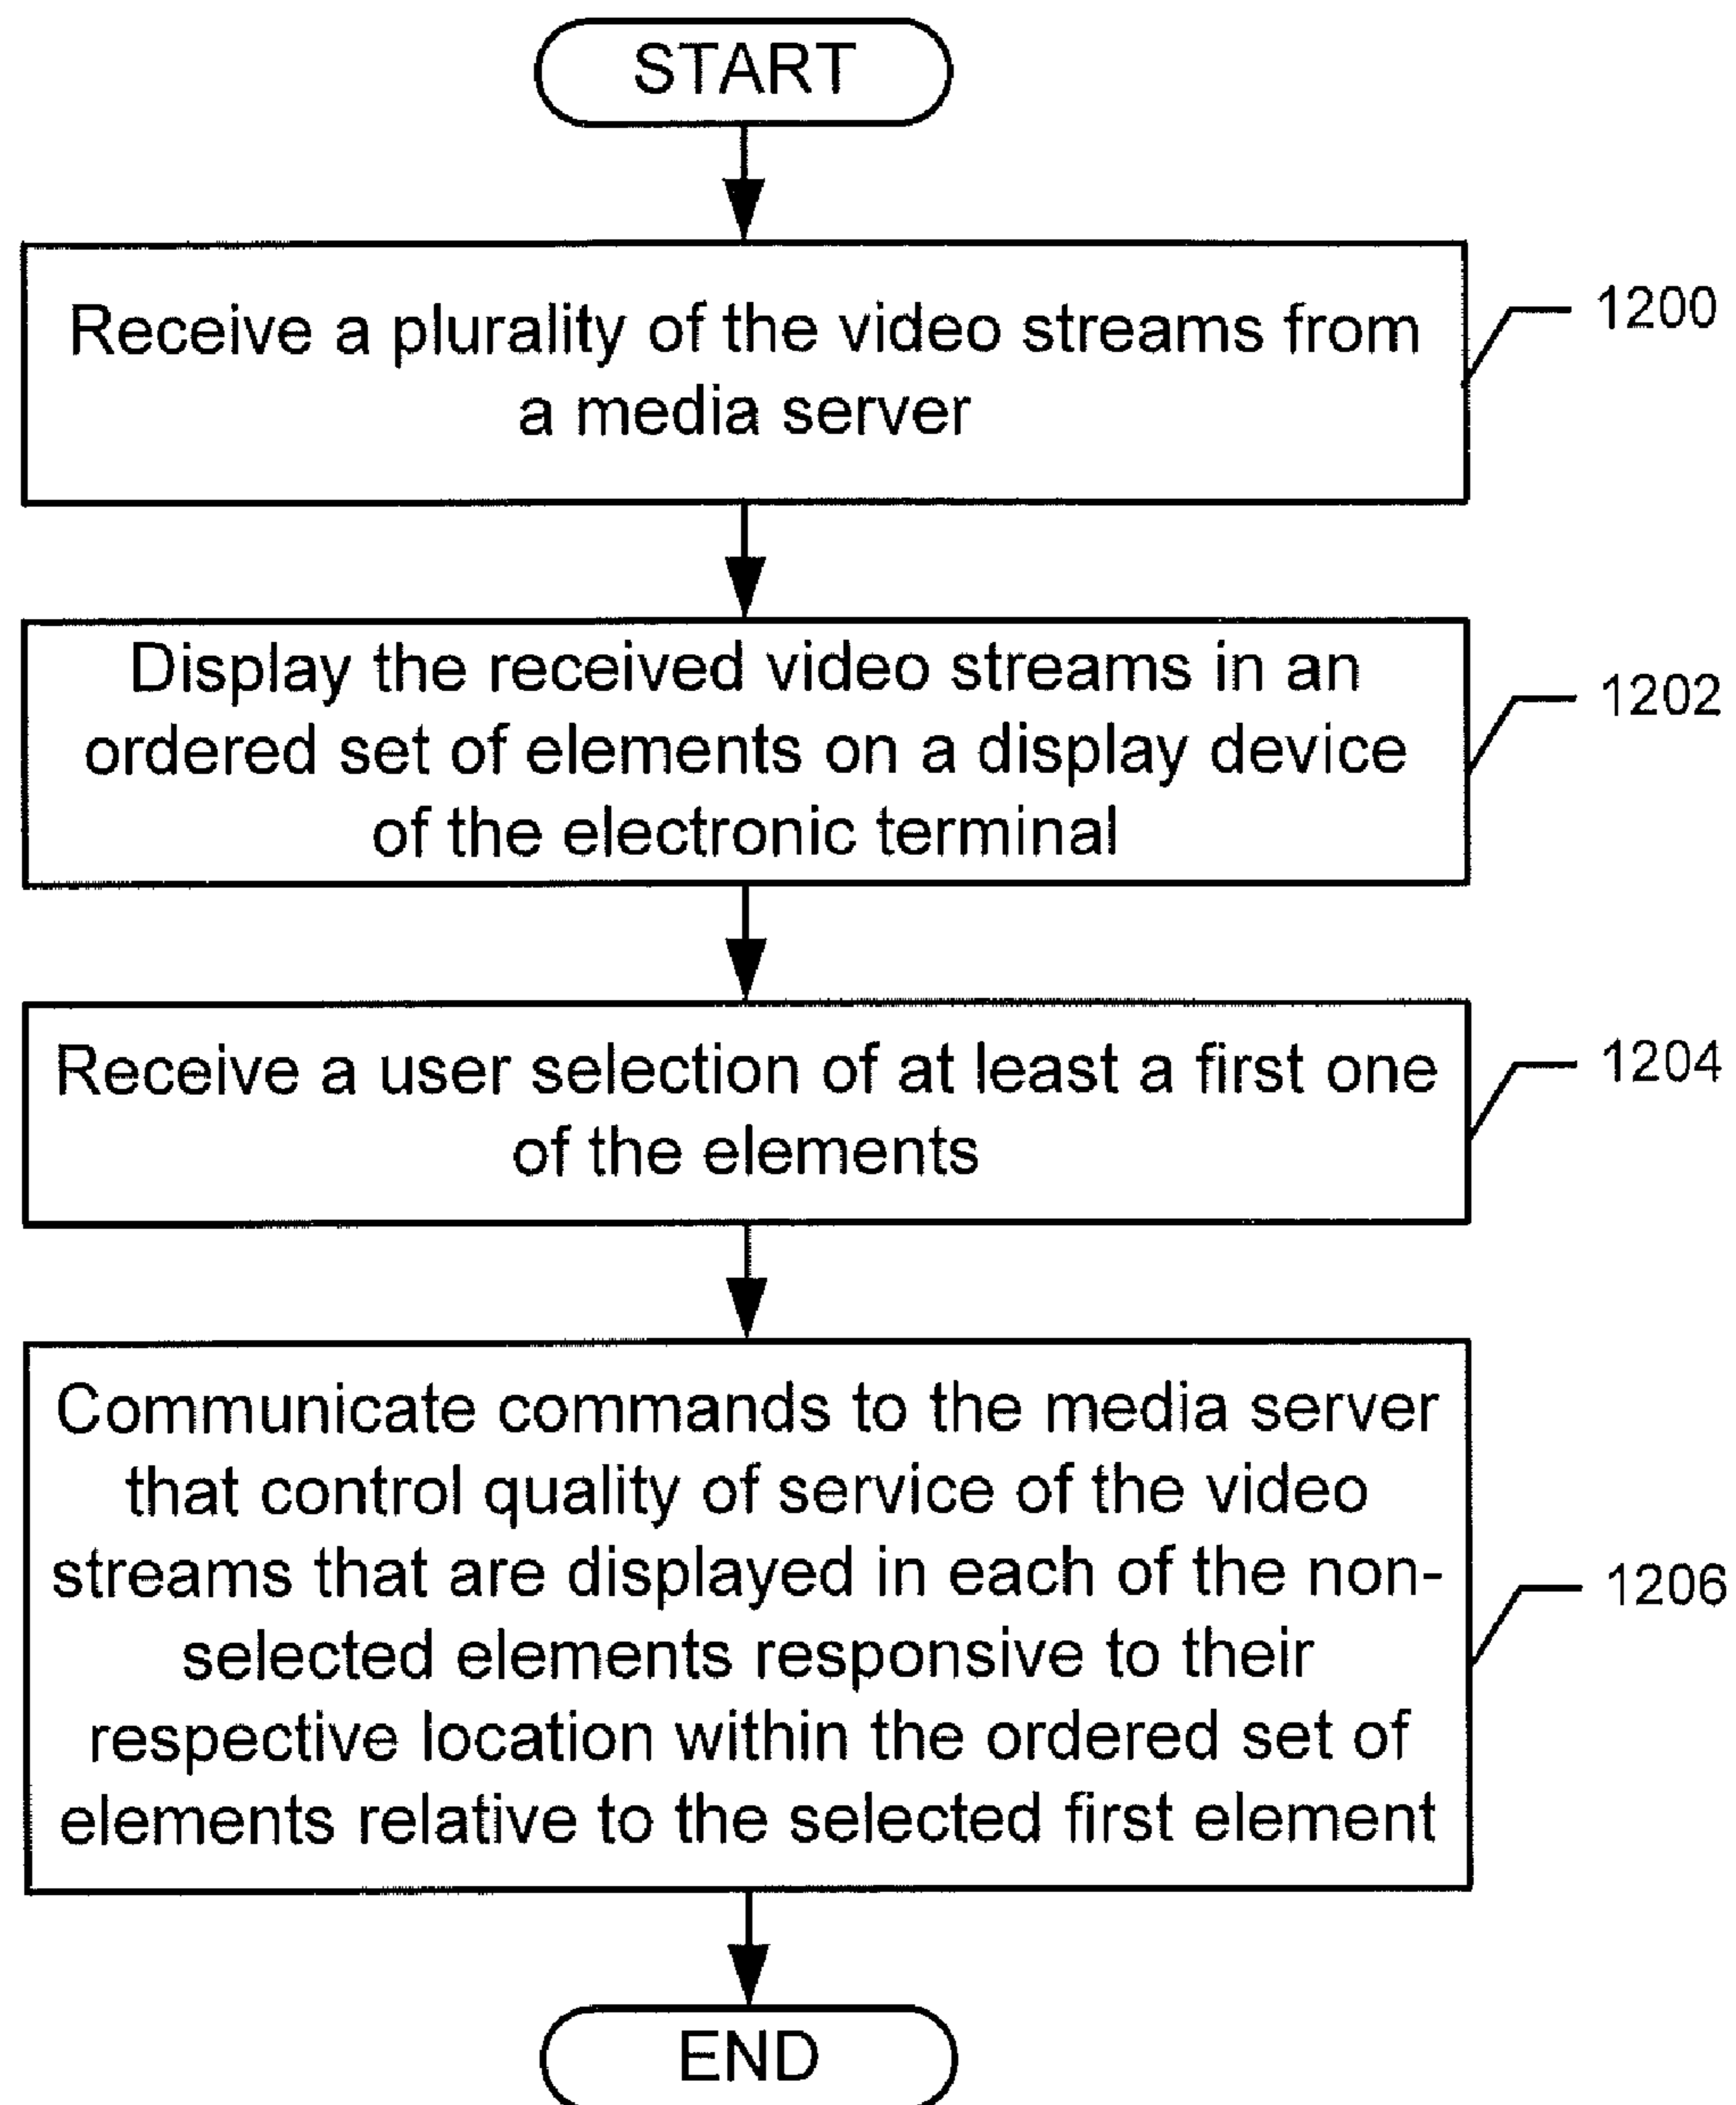 START
Receive a plurality of the video streams from
a media server
1200
Display the received video streams in an
ordered set of elements on a display device
of the electronic terminal
1202
Receive a user selection of at least a first one
of the elements
1204
Communicate commands to the media server
that control quality of service of the video
streams that are displayed in each of the non-
selected elements responsive to their
respective location within the ordered set of
elements relative to the selected first element
1206
END